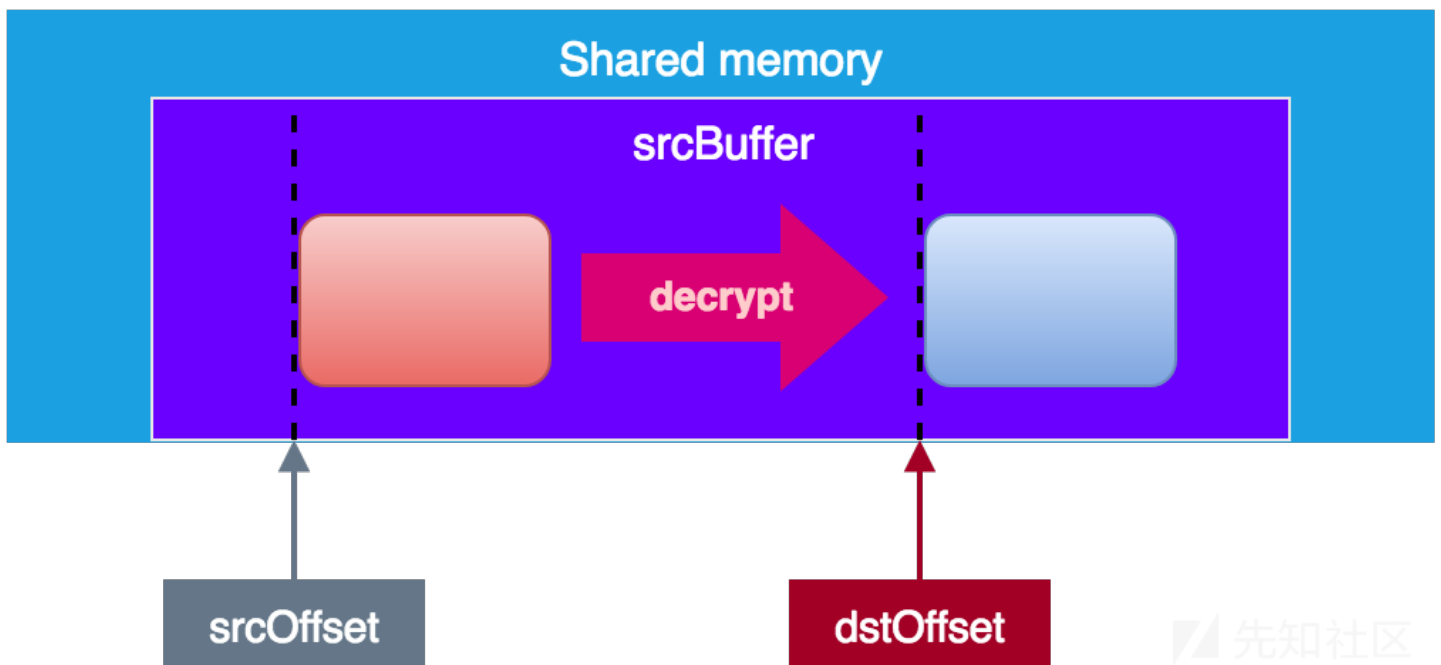 Shared memory
srcBuffer
decrypt
srcOffset
dstOffset
先知社区